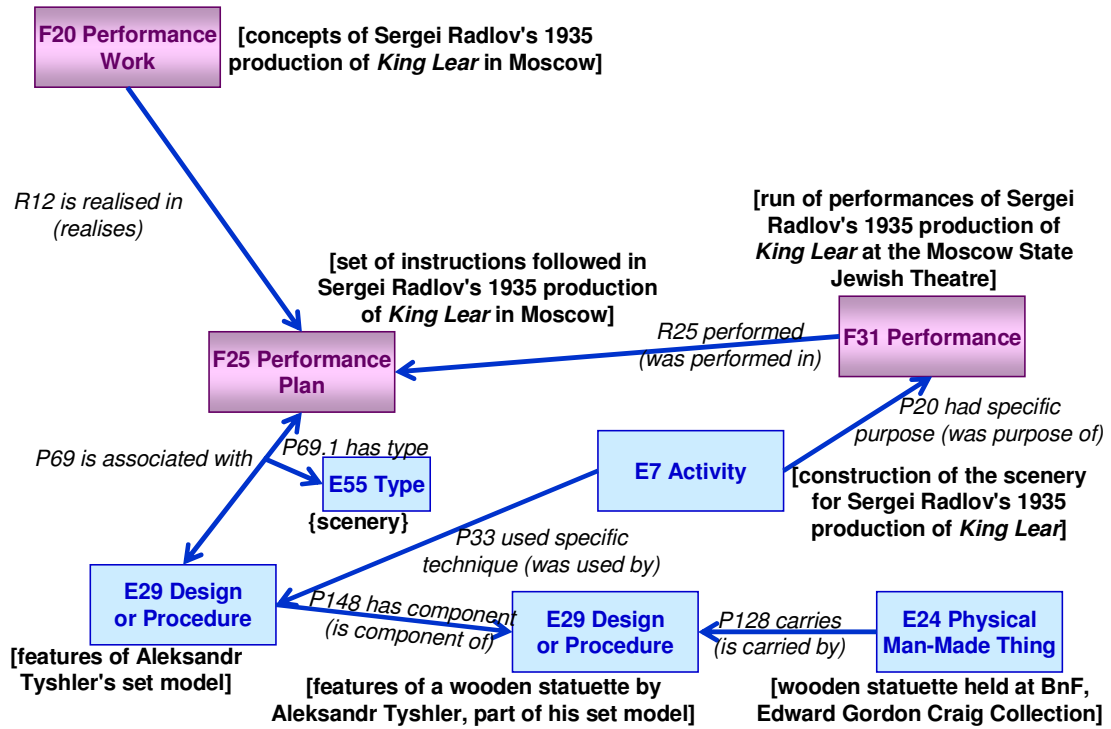 F20 Performance
Work
[concepts of Sergei Radlov's 1935
production of King Lear in Moscow]
R12 is realised in
(realises)
[run of performances of Sergei
Radlov's 1935 production of
King Lear at the Moscow State
Jewish Theatre]
[set of instructions followed in
Sergei Radlov's 1935 production
of King Lear in Moscow]
F25 Performance
Plan
R25 performed
(was performed in)
F31 Performance
P20 had specific
purpose (was purpose of)
P69 is associated with
P69.1 has type
E55 Type
{scenery}
E7 Activity
[construction of the scenery
for Sergei Radlov's 1935
production of King Lear]
P33 used specific
technique (was used by)
E29 Design
or Procedure
[features of Aleksandr
Tyshler's set model]
P148 has component
(is component of)
E29 Design
or Procedure
[features of a wooden statuette by
Aleksandr Tyshler, part of his set model]
P128 carries
(is carried by)
E24 Physical
Man-Made Thing
[wooden statuette held at BnF,
Edward Gordon Craig Collection]